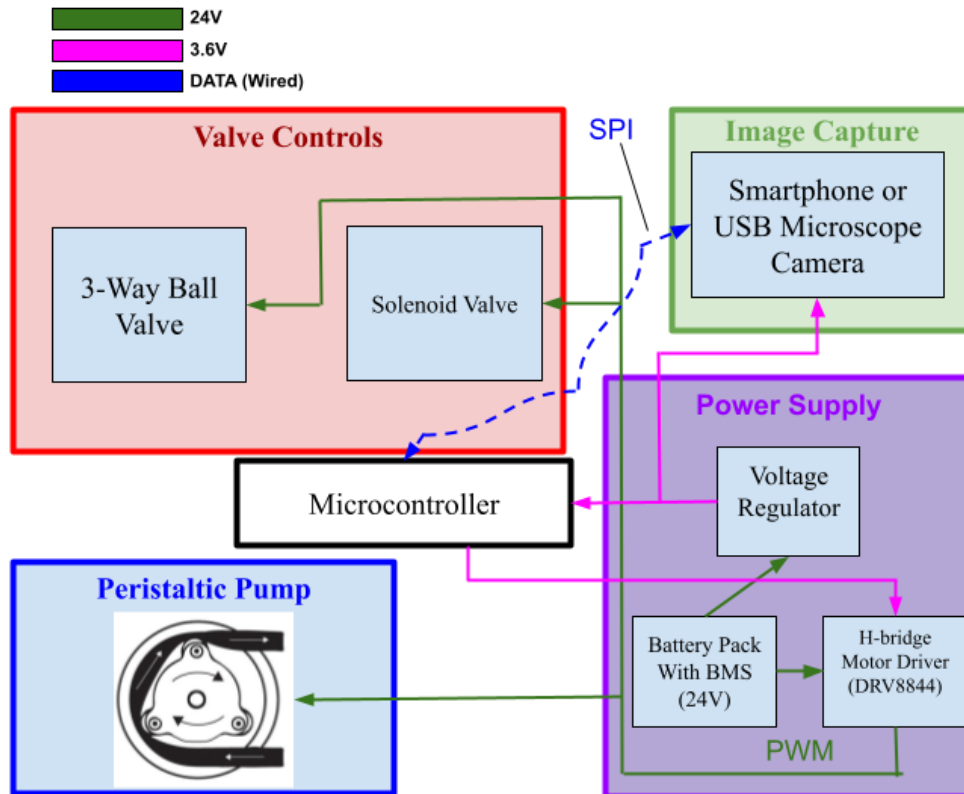 24V
3.6V
DATA (Wired)
Valve Controls
SPI
Image Capture
Smartphone or
USB Microscope
Camera
3-Way Ball
Valve
Solenoid Valve
Power Supply
Voltage
Regulator
Microcontroller
Peristaltic Pump
Battery Pack
With BMS
(24V)
H-bridge
Motor Driver
(DRV8844)
PWM